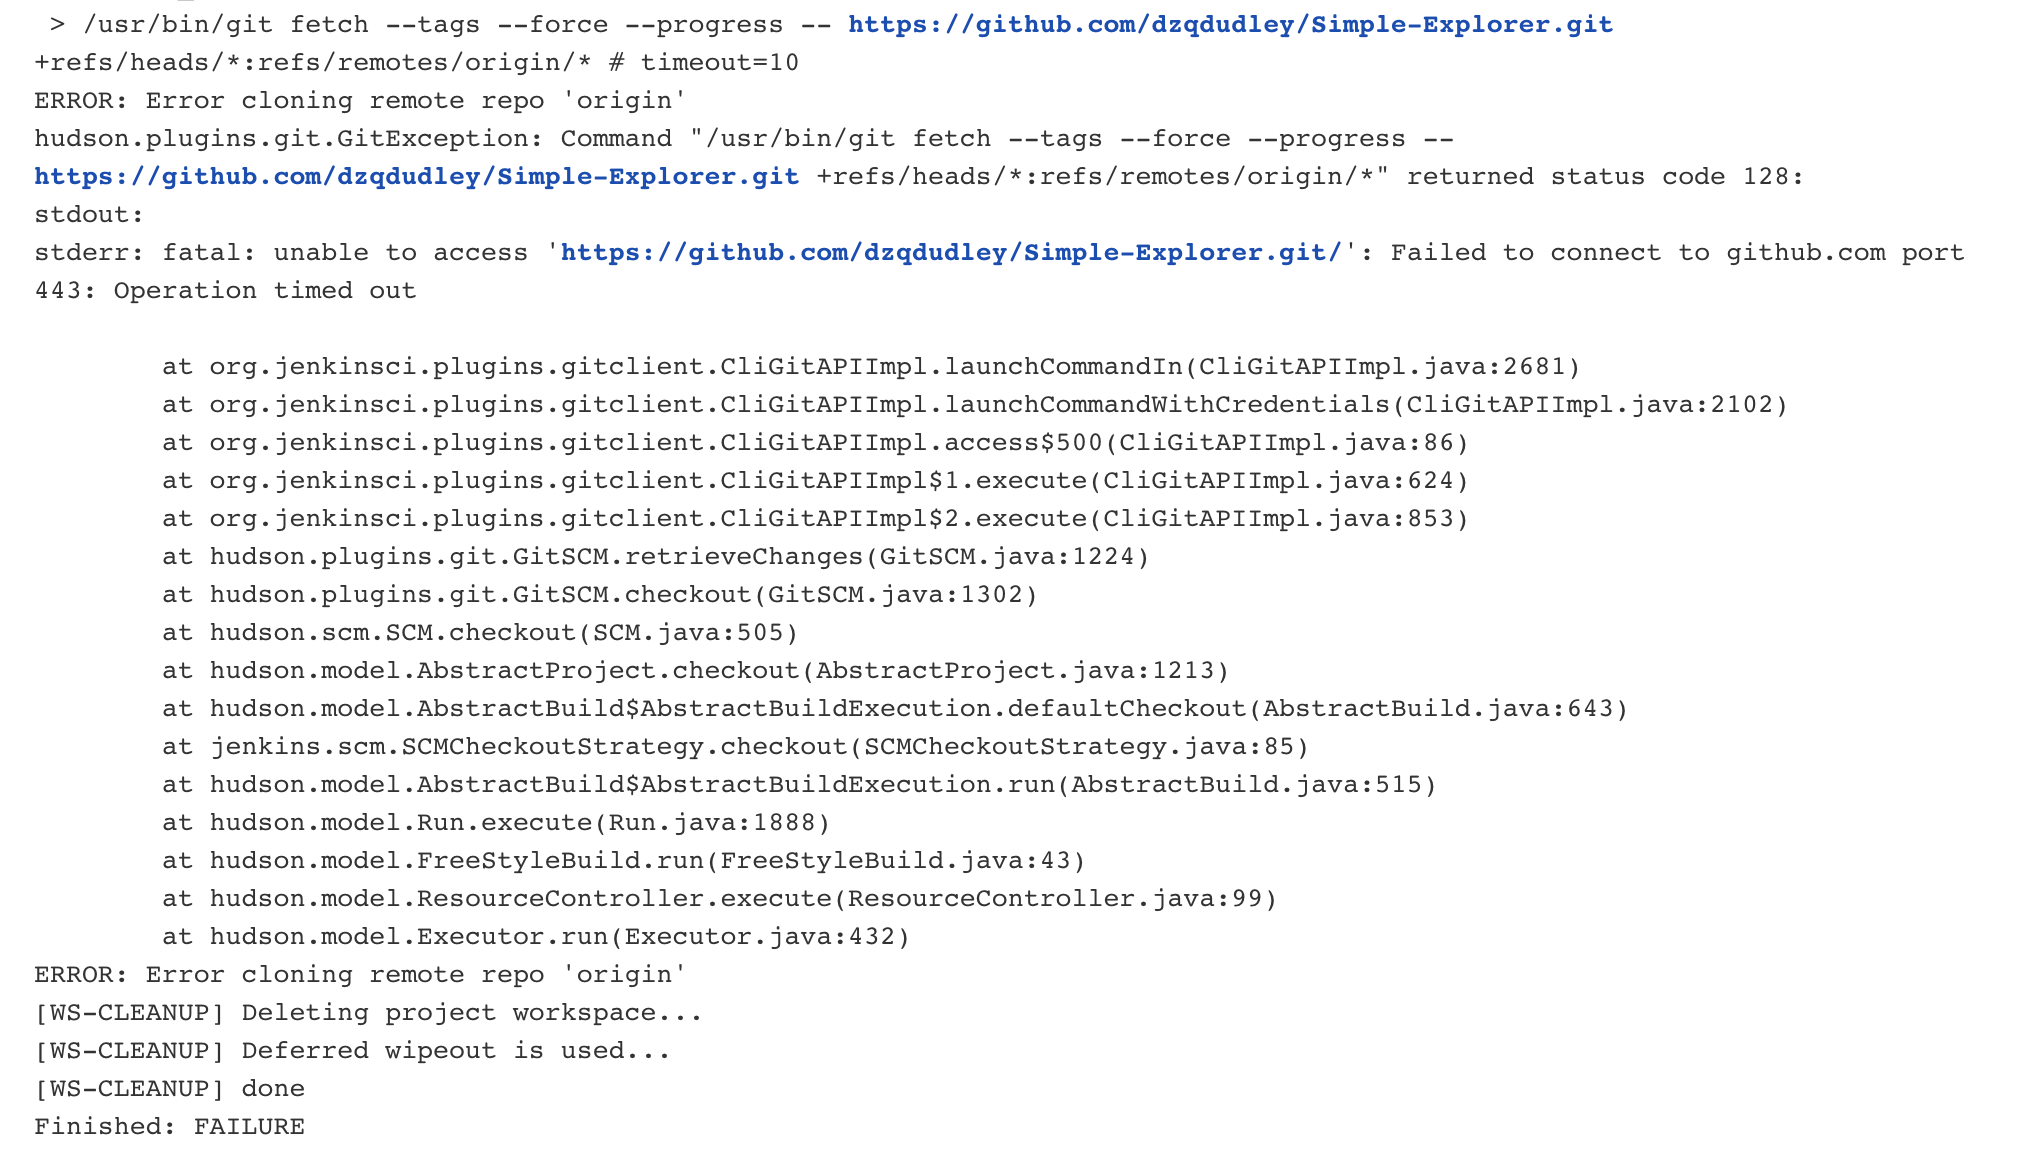 > /usr/bin/git fetch --tags --force --progress -- https://github.com/dzqdudley/Simple-Explorer.git
+refs/heads/*:refs/remotes/origin/* # timeout=10
ERROR: Error cloning remote repo 'origin'
hudson.plugins.git.GitException: Command "/usr/bin/git fetch --tags --force --progress --
https://github.com/dzqdudley/Simple-Explorer.git +refs/heads/*:refs/remotes/origin/*" returned status code 128:
stdout:
stderr: fatal: unable to access 'https://github.com/dzqdudley/Simple-Explorer.git/': Failed to connect to github.com port
443: Operation timed out

	at org.jenkinsci.plugins.gitclient.CliGitAPIImpl.launchCommandIn(CliGitAPIImpl.java:2681)
	at org.jenkinsci.plugins.gitclient.CliGitAPIImpl.launchCommandWithCredentials(CliGitAPIImpl.java:2102)
	at org.jenkinsci.plugins.gitclient.CliGitAPIImpl.access$500(CliGitAPIImpl.java:86)
	at org.jenkinsci.plugins.gitclient.CliGitAPIImpl$1.execute(CliGitAPIImpl.java:624)
	at org.jenkinsci.plugins.gitclient.CliGitAPIImpl$2.execute(CliGitAPIImpl.java:853)
	at hudson.plugins.git.GitSCM.retrieveChanges(GitSCM.java:1224)
	at hudson.plugins.git.GitSCM.checkout(GitSCM.java:1302)
	at hudson.scm.SCM.checkout(SCM.java:505)
	at hudson.model.AbstractProject.checkout(AbstractProject.java:1213)
	at hudson.model.AbstractBuild$AbstractBuildExecution.defaultCheckout(AbstractBuild.java:643)
	at jenkins.scm.SCMCheckoutStrategy.checkout(SCMCheckoutStrategy.java:85)
	at hudson.model.AbstractBuild$AbstractBuildExecution.run(AbstractBuild.java:515)
	at hudson.model.Run.execute(Run.java:1888)
	at hudson.model.FreeStyleBuild.run(FreeStyleBuild.java:43)
	at hudson.model.ResourceController.execute(ResourceController.java:99)
	at hudson.model.Executor.run(Executor.java:432)
ERROR: Error cloning remote repo 'origin'
[WS-CLEANUP] Deleting project workspace...
[WS-CLEANUP] Deferred wipeout is used...
[WS-CLEANUP] done
Finished: FAILURE